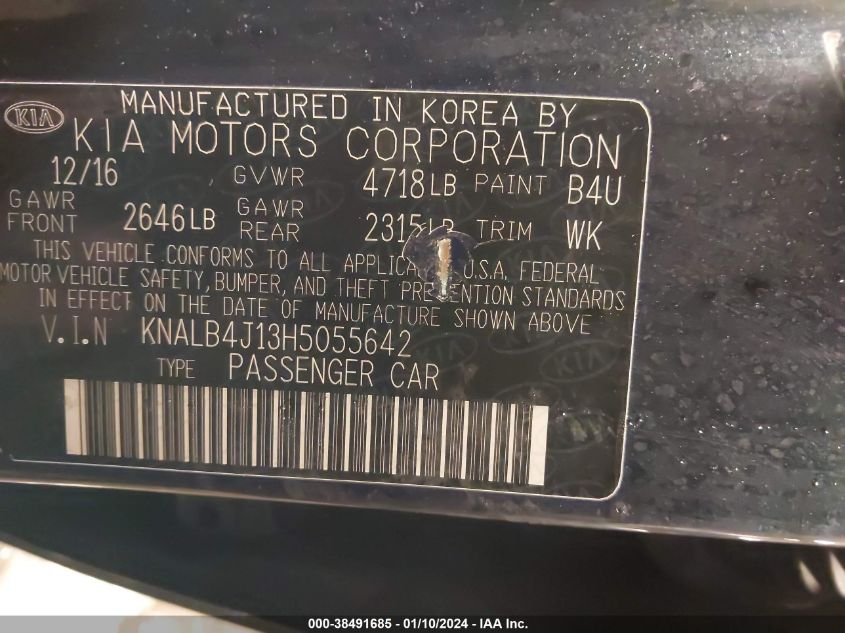 MANUFACTURED IN KOREA BY
KIA KIA MOTORS CORPORATION
12/16 GVWR 4718LB PAINT B4U
GAWR FRONT 2646LB GAWR REAR 2315LB TRIM WK
THIS VEHICLE CONFORMS TO ALL U.S.A. FEDERAL
MOTOR VEHICLE SAFETY, BUMPER, AND THEFT PREVENTION STANDARDS
IN EFFECT ON THE DATE OF MANUFACTURE SHOWN ABOVE
V.I.N KNALB4J13H5055642
TYPE PASSENGER CAR
000-38491685 - 01/10/2024 - IAA Inc.